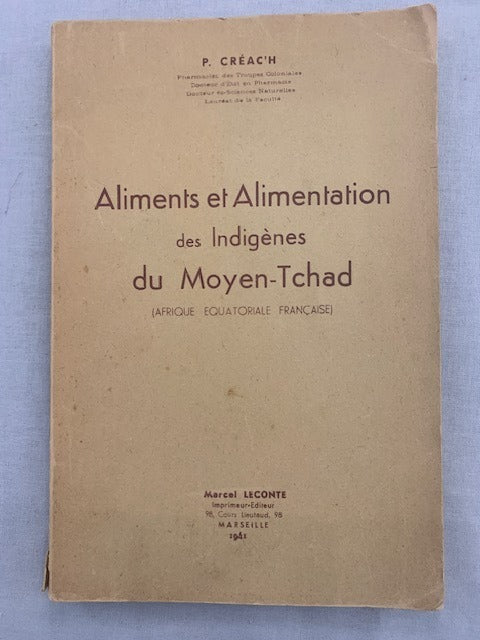 P. CRÉAC'H
Pharmacien des Troupes Coloniales
Docteur d'Etat en Pharmacie
Docteur ès-Sciences Naturelles
Lauréat de la Faculté
Aliments et Alimentation
des Indigènes
du Moyen-Tchad
(AFRIQUE EQUATORIALE FRANÇAISE)
Marcel LECONTE
Imprimeur-Editeur
98, Cours Lieutaud, 98
MARSEILLE
1941